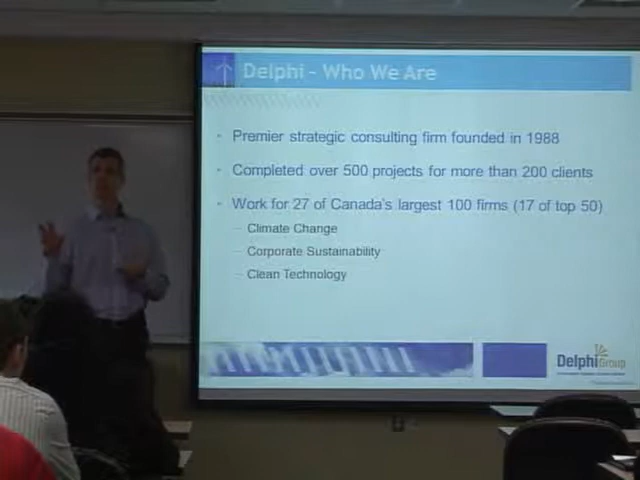 Delphi - Who We Are
Premier strategic consulting firm founded in 1988
Completed over 500 projects for more than 200 clients
Work for 27 of Canada's largest 100 firms (17 of top 50)
Climate Change
Corporate Sustainability
Clean Technology
DelphiGroup